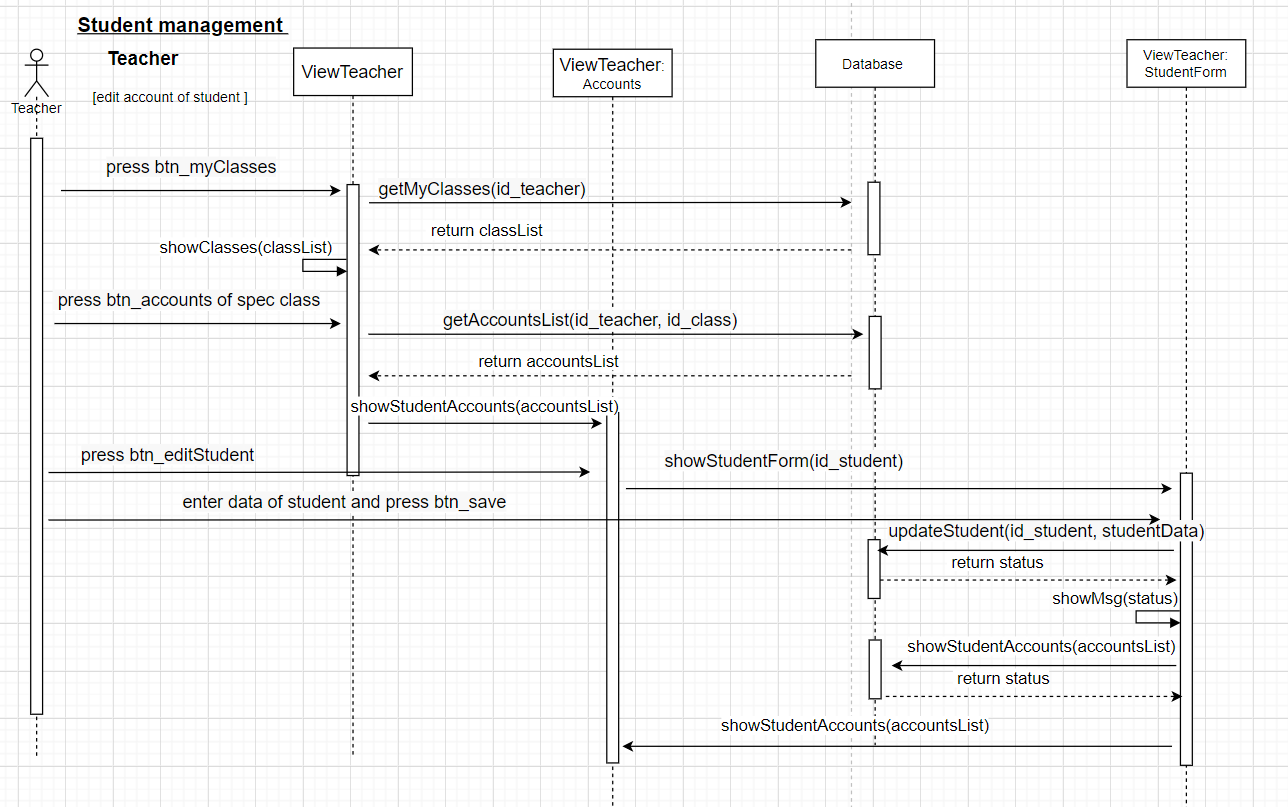 Student management
Teacher
[edit account of student ]
Teacher
ViewTeacher
ViewTeacher:
Accounts
Database
ViewTeacher:
StudentForm
press btn_myClasses
getMyClasses(id_teacher)
return classList
showClasses(classList)
press btn_accounts of spec class
getAccountsList(id_teacher, id_class)
return accountsList
showStudentAccounts(accountsList)
press btn_editStudent
showStudentForm(id_student)
enter data of student and press btn_save
updateStudent(id_student, studentData)
return status
showMsg(status)
showStudentAccounts(accountsList)
return status
showStudentAccounts(accountsList)